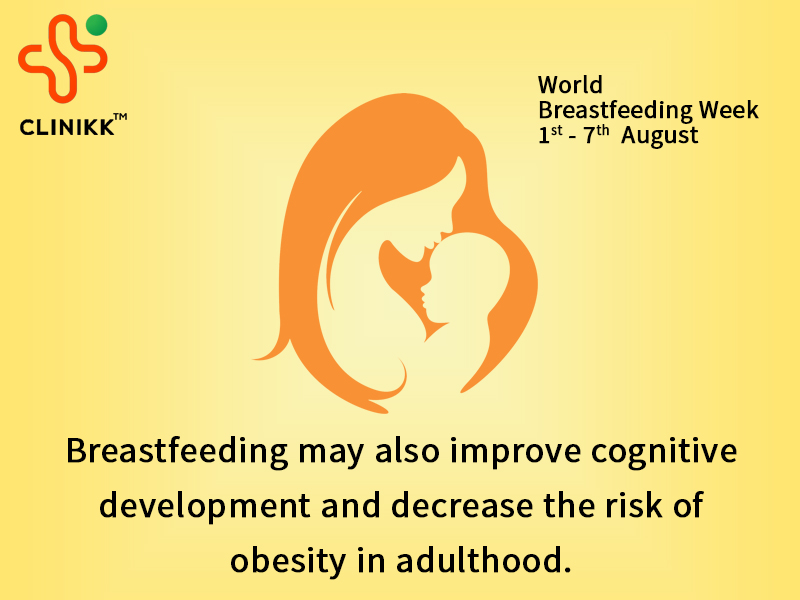 CLINIKK™
World
Breastfeeding Week
1st - 7th August
Breastfeeding may also improve cognitive
development and decrease the risk of
obesity in adulthood.